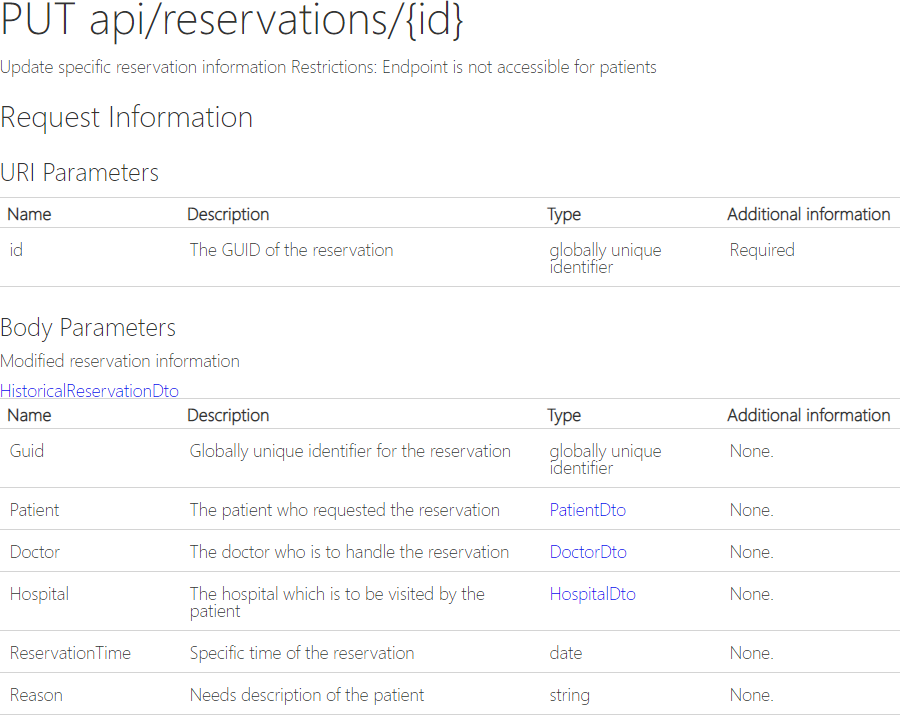 PUT api/reservations/{id}
Update specific reservation information Restrictions: Endpoint is not accessible for patients
Request Information
URI Parameters
Name Description Type Additional information
id The GUID of the reservation globally unique identifier Required
Body Parameters
Modified reservation information
HistoricalReservationDto
Name Description Type Additional information
Guid Globally unique identifier for the reservation globally unique identifier None.
Patient The patient who requested the reservation PatientDto None.
Doctor The doctor who is to handle the reservation DoctorDto None.
Hospital The hospital which is to be visited by the patient HospitalDto None.
ReservationTime Specific time of the reservation date None.
Reason Needs description of the patient string None.